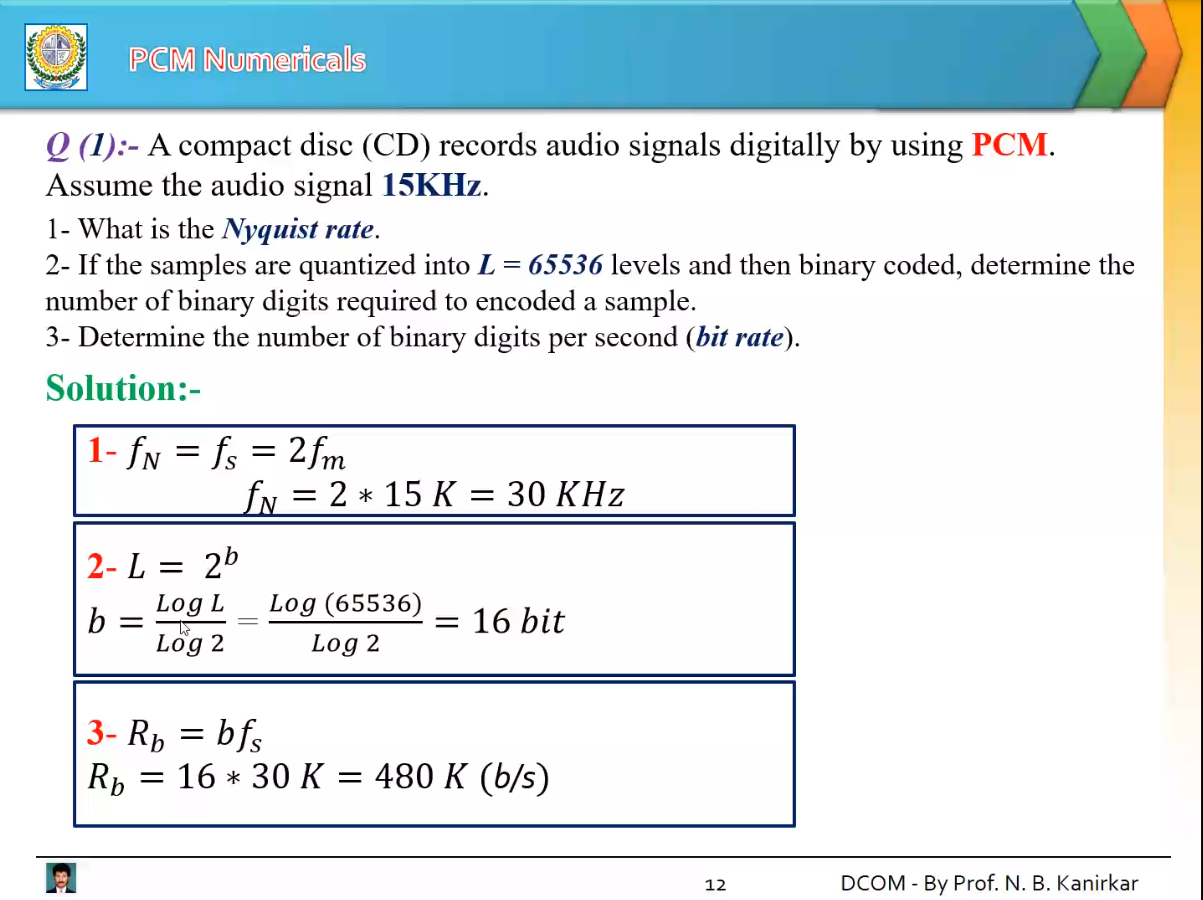 PCM Numericals
Q (1):- A compact disc (CD) records audio signals digitally by using PCM.
Assume the audio signal 15KHz.
1- What is the Nyquist rate.
2- If the samples are quantized into L = 65536 levels and then binary coded, determine the
number of binary digits required to encoded a sample.
3- Determine the number of binary digits per second (bit rate).
Solution:-
1- f_N = f_s = 2f_m
f_N = 2 * 15 K = 30 KHz
2- L = 2^b
b = Log L / Log 2 = Log (65536) / Log 2 = 16 bit
3- R_b = bf_s
R_b = 16 * 30 K = 480 K (b/s)
12
DCOM - By Prof. N. B. Kanirkar